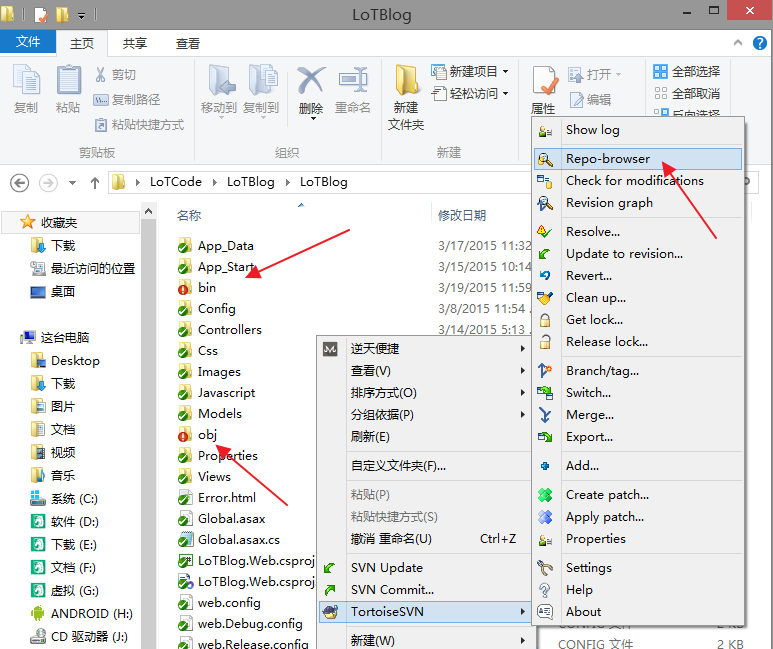 LoTBlog
文件 主页 共享 查看
复制
粘贴
剪切
复制路径
粘贴快捷方式
剪贴板
移动到
复制到
删除
重命名
组织
新建
文件夹
新建项目
轻松访问
新建
属性
打开
编辑
全部选择
全部取消
反向选择
LoTCode LoTBlog LoTBlog
收藏夹
下载
最近访问的位置
桌面
这台电脑
Desktop
下载
图片
文档
视频
音乐
系统 (C:)
软件 (D:)
下载 (E:)
文档 (F:)
虚拟 (G:)
ANDROID (H:)
CD 驱动器 (J:)
名称 修改日期
App_Data 3/17/2015 11:32
App_Start 3/15/2015 10:14
bin 3/19/2015 11:59
Config 3/8/2015 11:54
Controllers 3/14/2015 5:13
Css
Images
Javascript
Models
obj
Properties
Views
Error.html
Global.asax
Global.asax.cs
LoTBlog.Web.csproj
LoTBlog.Web.csproj
web.config
web.Debug.config
web.Release.config
逆天便捷
查看(V)
排序方式(O)
分组依据(P)
刷新(E)
自定义文件夹(F)...
粘贴(P)
粘贴快捷方式(S)
撤消 重命名(U) Ctrl+Z
SVN Update
SVN Commit...
TortoiseSVN
新建(W)
Show log
Repo-browser
Check for modifications
Revision graph
Resolve...
Update to revision...
Revert...
Clean up...
Get lock...
Release lock...
Branch/tag...
Switch...
Merge...
Export...
Add...
Create patch...
Apply patch...
Properties
Settings
Help
About
CONFIG 文件 2 KB